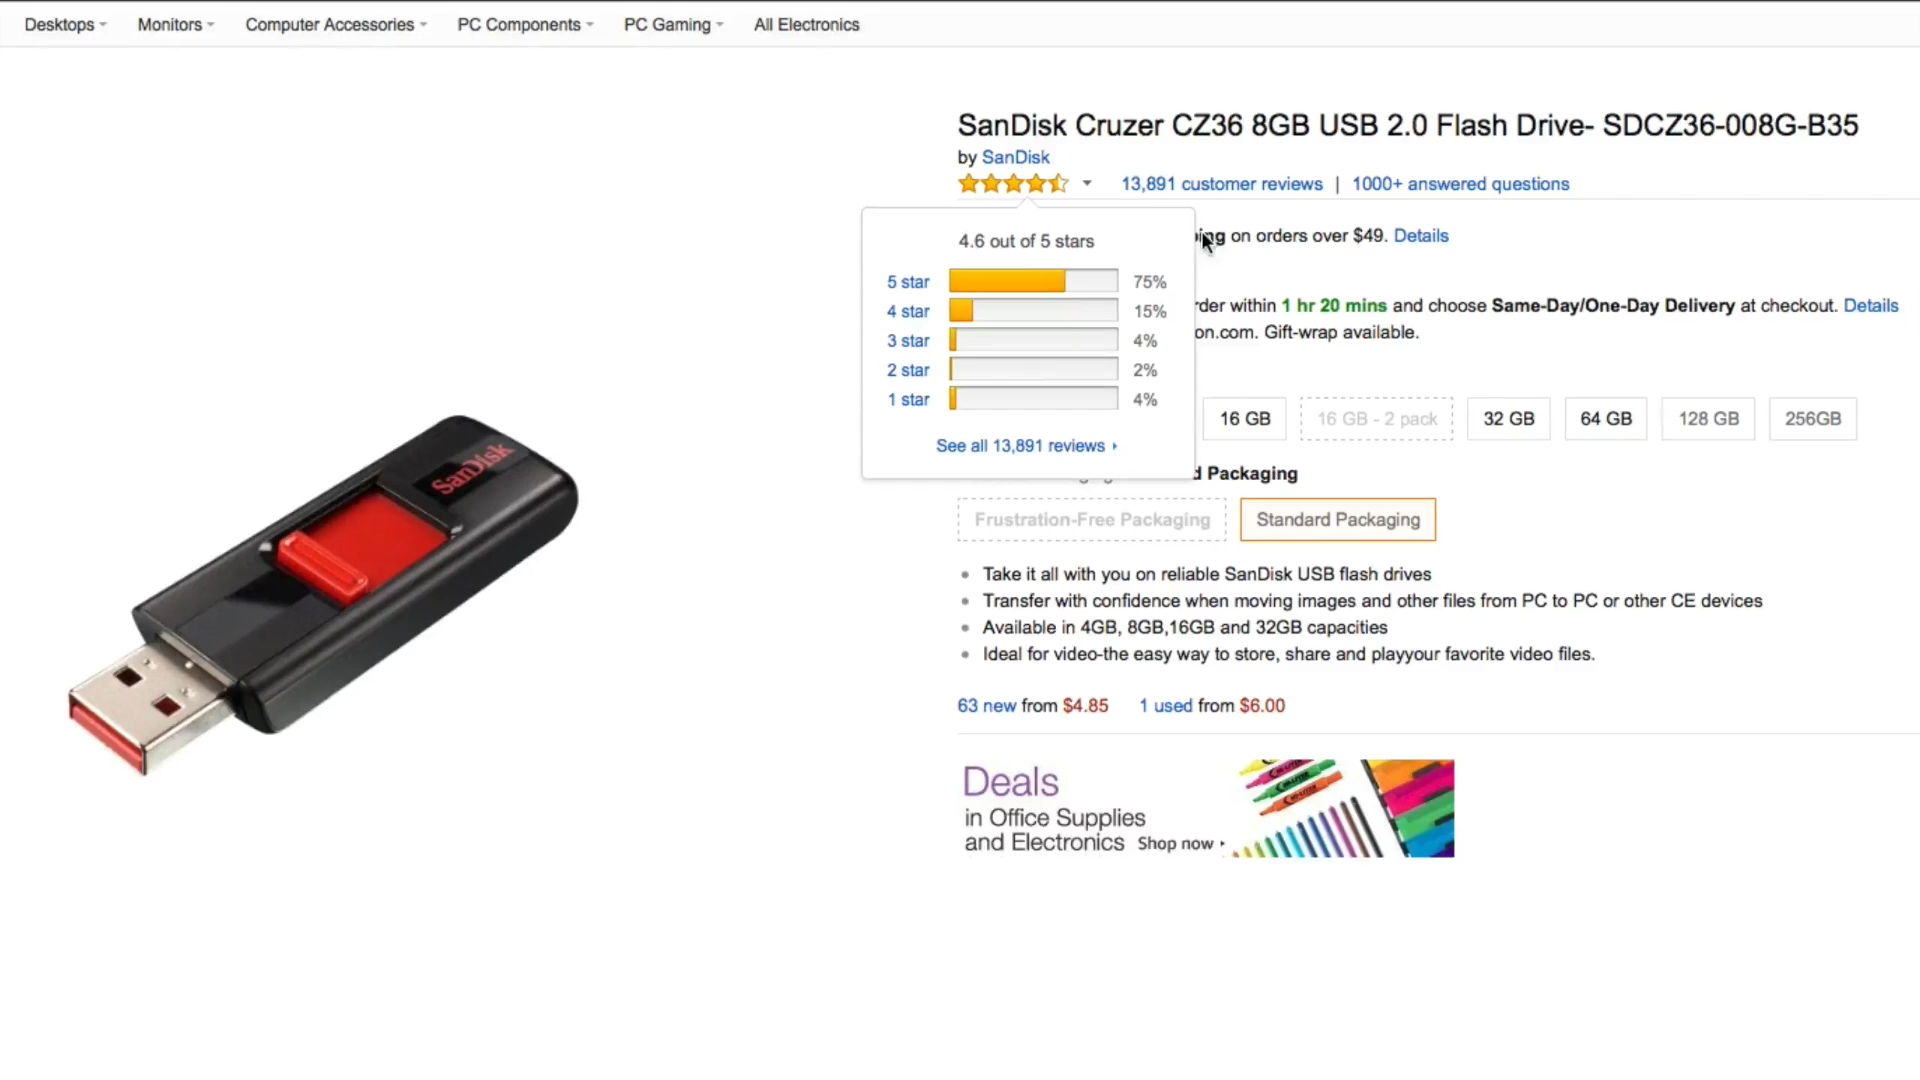 Desktops
Monitors
Computer Accessories
PC Components
PC Gaming
All Electronics
SanDisk Cruzer CZ36 8GB USB 2.0 Flash Drive- SDCZ36-008G-B35
by SanDisk
13,891 customer reviews | 1000+ answered questions
4.6 out of 5 stars
5 star 75%
4 star 15%
3 star 4%
2 star 2%
1 star 4%
See all 13,891 reviews
on orders over $49. Details
within 1 hr 20 mins and choose Same-Day/One-Day Delivery at checkout. Details
on.com. Gift-wrap available.
16 GB
16 GB - 2 pack
32 GB
64 GB
128 GB
256GB
Packaging
Frustration-Free Packaging
Standard Packaging
Take it all with you on reliable SanDisk USB flash drives
Transfer with confidence when moving images and other files from PC to PC or other CE devices
Available in 4GB, 8GB,16GB and 32GB capacities
Ideal for video-the easy way to store, share and playyour favorite video files.
63 new from $4.85 1 used from $6.00
Deals
in Office Supplies
and Electronics Shop now
SanDisk